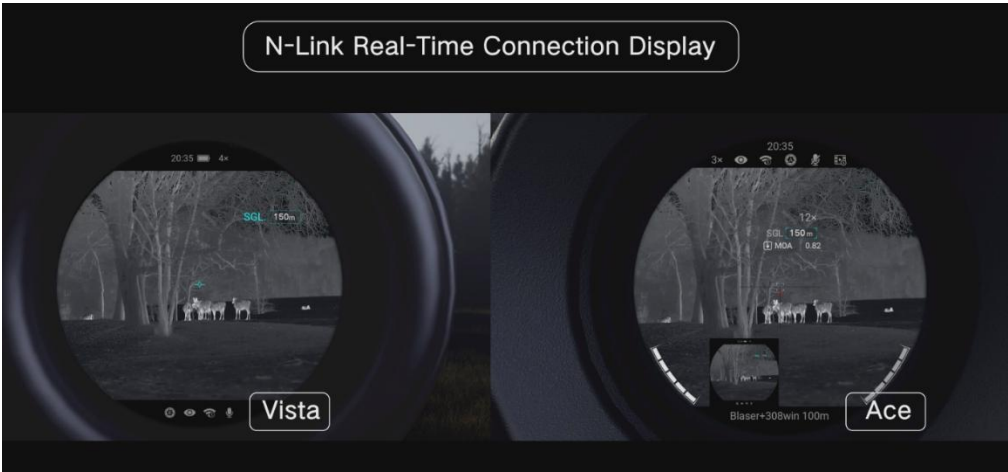 N-Link Real-Time Connection Display
20:35 4×
SGL 150m
Vista
20:35
3×
12×
SGL 150m
MOA 0.82
Blaser+308win 100m
Ace